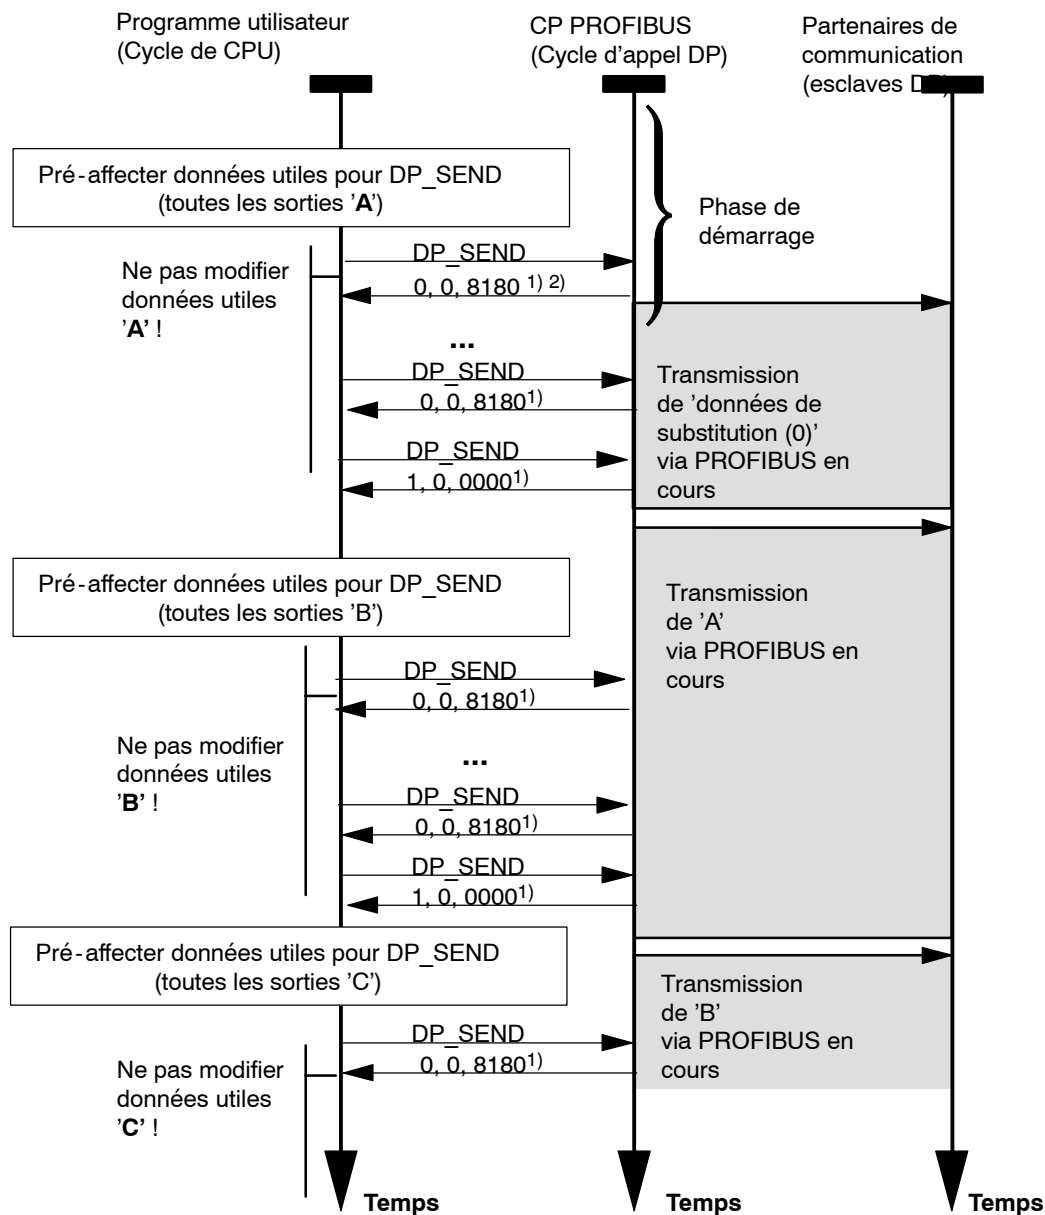 Programme utilisateur
(Cycle de CPU)
CP PROFIBUS
(Cycle d'appel DP)
Partenaires de
communication
(esclaves DP)
Pré-affecter données utiles pour DP_SEND
(toutes les sorties ’A’)
Phase de
démarrage
Ne pas modifier
données utiles
’A’ !
DP_SEND
0, 0, 8180 1) 2)
...
DP_SEND
0, 0, 8180 1)
DP_SEND
1, 0, 0000 1)
Transmission
de ’données de
substitution (0)’
via PROFIBUS en
cours
Pré-affecter données utiles pour DP_SEND
(toutes les sorties ’B’)
Transmission
de ’A’
via PROFIBUS en
cours
DP_SEND
0, 0, 8180 1)
Ne pas modifier
données utiles
’B’ !
...
DP_SEND
0, 0, 8180 1)
DP_SEND
1, 0, 0000 1)
Pré-affecter données utiles pour DP_SEND
(toutes les sorties ’C’)
Transmission
de ’B’
via PROFIBUS en
cours
DP_SEND
0, 0, 8180 1)
Ne pas modifier
données utiles
’C’ !
Temps
Temps
Temps